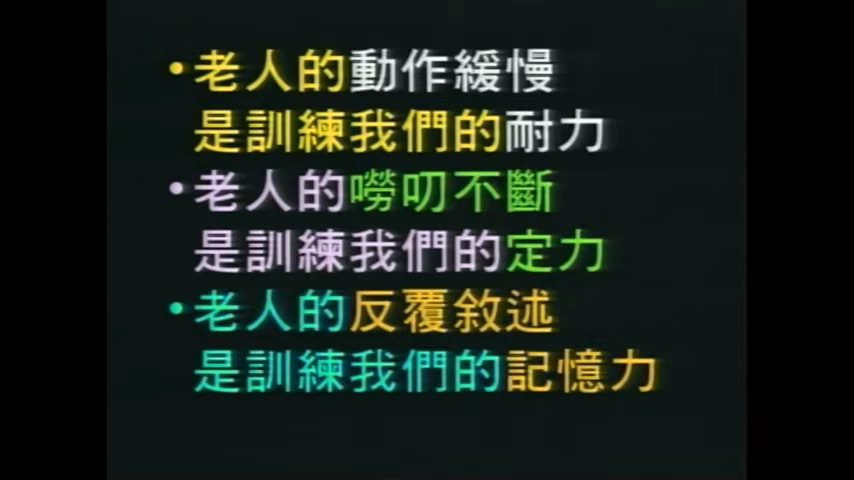 •老人的動作緩慢
是訓練我們的耐力
•老人的嘮叨不斷
是訓練我們的定力
•老人的反覆敘述
是訓練我們的記憶力